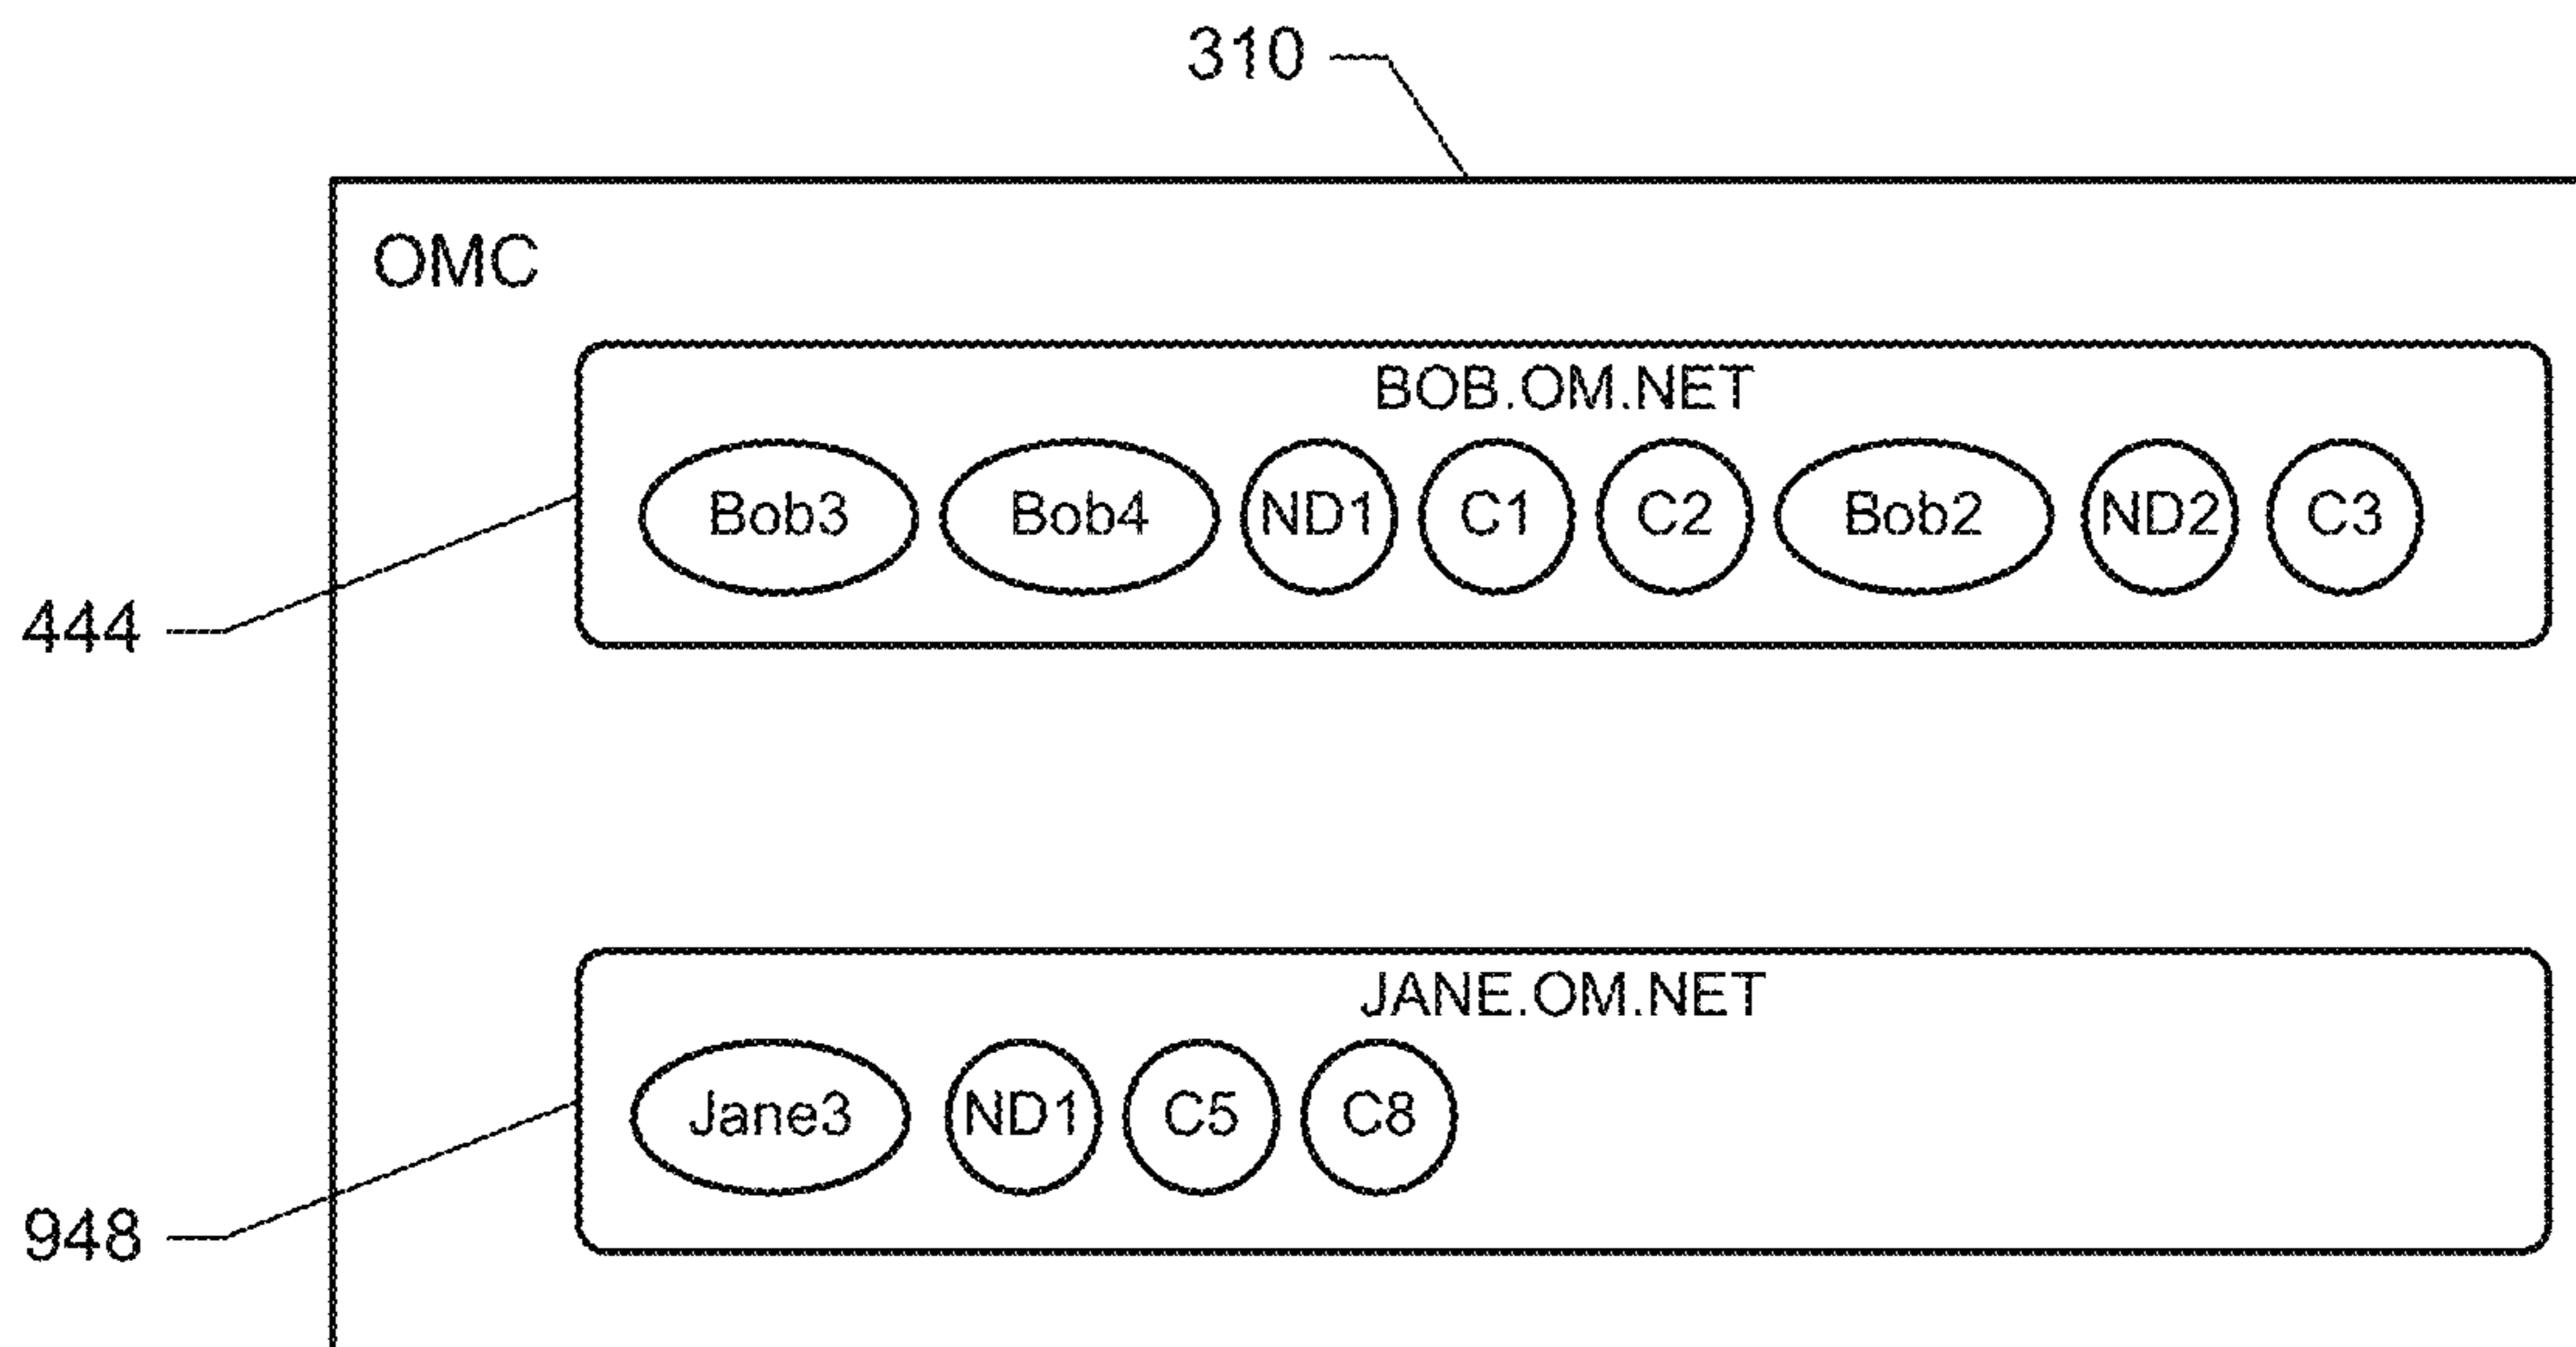 310
OMC
BOB.OM.NET
Bob3 Bob4 ND1 C1 C2 Bob2 ND2 C3
444
JANE.OM.NET
Jane3 ND1 C5 C8
948